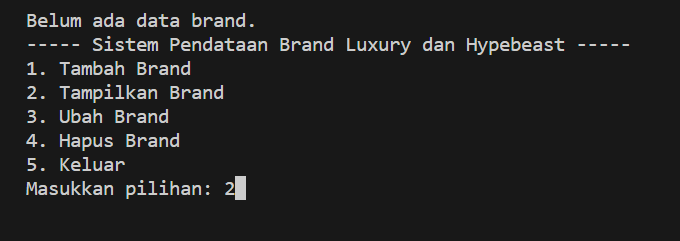 Belum ada data brand.
----- Sistem Pendataan Brand Luxury dan Hypebeast -----
1. Tambah Brand
2. Tampilkan Brand
3. Ubah Brand
4. Hapus Brand
5. Keluar
Masukkan pilihan: 2